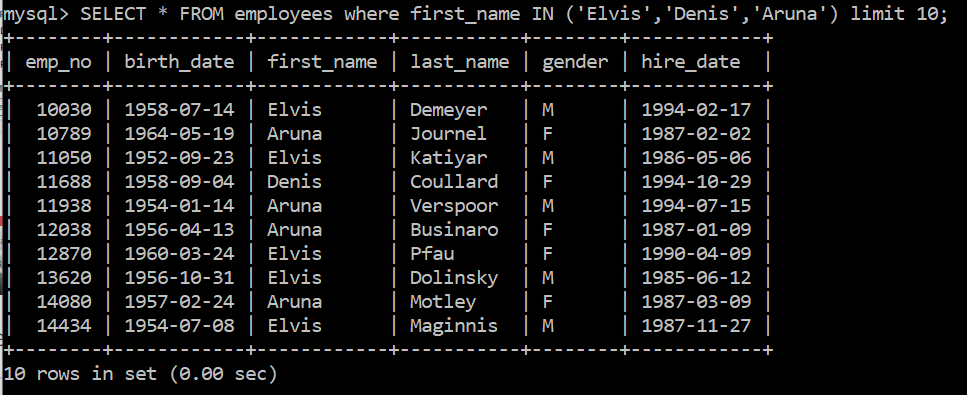 mysql> SELECT * FROM employees where first_name IN ('Elvis','Denis','Aruna') limit 10;
+--------+------------+------------+-----------+--------+------------+
| emp_no | birth_date | first_name | last_name | gender | hire_date  |
+--------+------------+------------+-----------+--------+------------+
|  10030 | 1958-07-14 | Elvis      | Demeyer   | M      | 1994-02-17 |
|  10789 | 1964-05-19 | Aruna      | Journel   | F      | 1987-02-02 |
|  11050 | 1952-09-23 | Elvis      | Katiyar   | M      | 1986-05-06 |
|  11688 | 1958-09-04 | Denis      | Coullard  | F      | 1994-10-29 |
|  11938 | 1954-01-14 | Aruna      | Verspoor  | M      | 1994-07-15 |
|  12038 | 1956-04-13 | Aruna      | Businaro  | F      | 1987-01-09 |
|  12870 | 1960-03-24 | Elvis      | Pfau      | F      | 1990-04-09 |
|  13620 | 1956-10-31 | Elvis      | Dolinsky  | M      | 1985-06-12 |
|  14080 | 1957-02-24 | Aruna      | Motley    | F      | 1987-03-09 |
|  14434 | 1954-07-08 | Elvis      | Maginnis  | M      | 1987-11-27 |
+--------+------------+------------+-----------+--------+------------+
10 rows in set (0.00 sec)